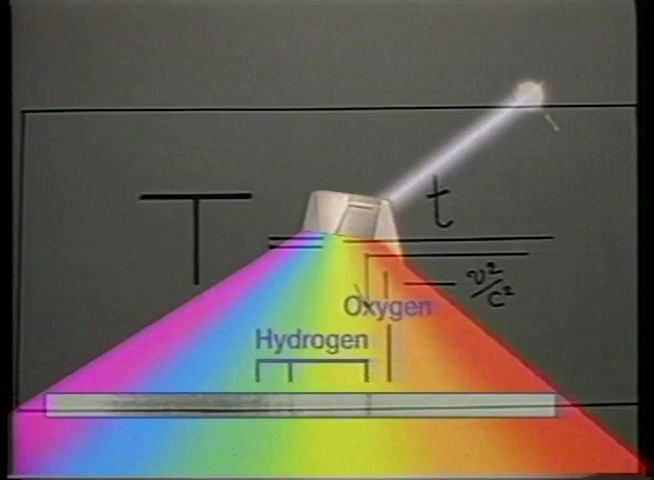 T = t
v²/c²
Oxygen
Hydrogen